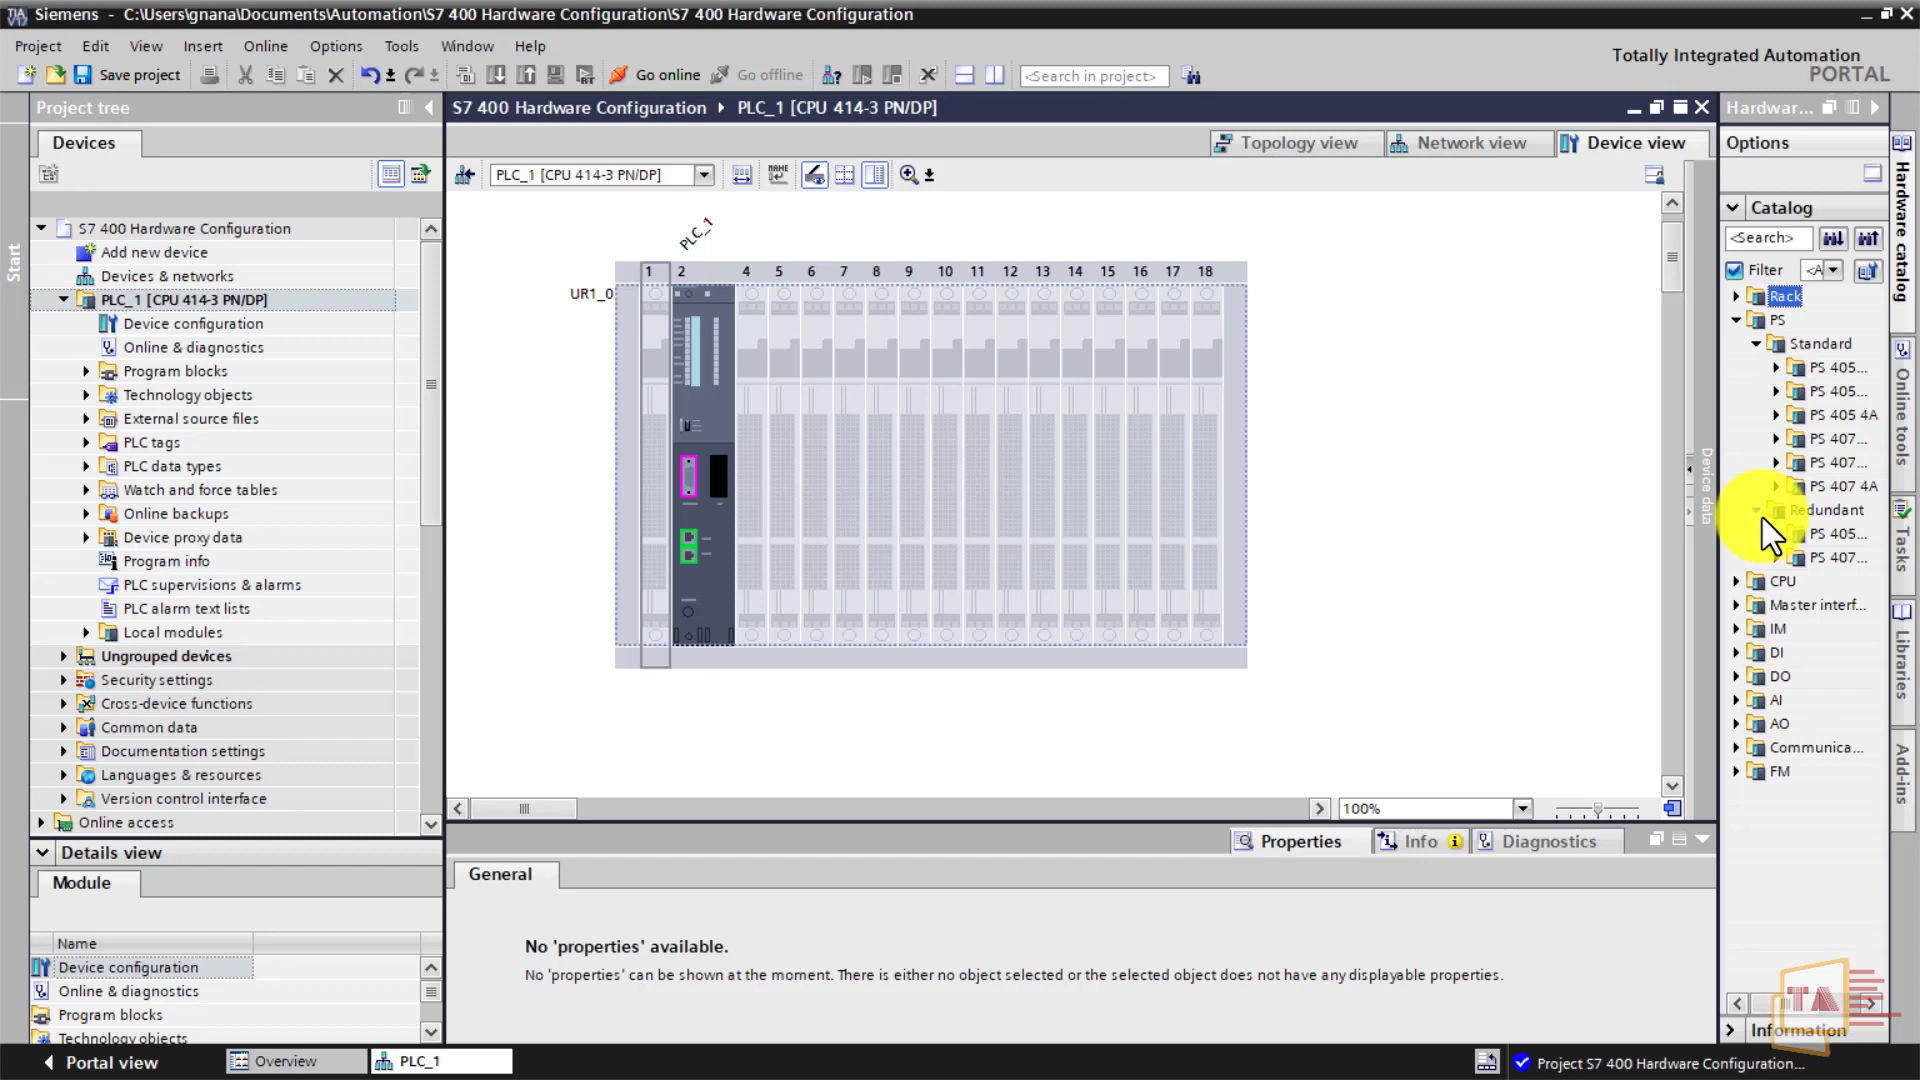 Siemens - C:\Users\gnana\Documents\Automation\S7 400 Hardware Configuration\S7 400 Hardware Configuration
Project Edit View Insert Online Options Tools Window Help
Totally Integrated Automation
PORTAL
Save project
Go online
Go offline
<Search in project>
Project tree
S7 400 Hardware Configuration PLC_1 [CPU 414-3 PN/DP]
Hardwar...
Devices
Topology view
Network view
Device view
Options
PLC_1 [CPU 414-3 PN/DP]
Start
S7 400 Hardware Configuration
Add new device
Devices & networks
PLC_1 [CPU 414-3 PN/DP]
Device configuration
Online & diagnostics
Program blocks
Technology objects
External source files
PLC tags
PLC data types
Watch and force tables
Online backups
Device proxy data
Program info
PLC supervisions & alarms
PLC alarm text lists
Local modules
Ungrouped devices
Security settings
Cross-device functions
Common data
Documentation settings
Languages & resources
Version control interface
Online access
PLC_1
1 2 4 5 6 7 8 9 10 11 12 13 14 15 16 17 18
UR1_0
100%
Device data
Catalog
<Search>
Filter
<A
Rack
PS
Standard
PS 405...
PS 405...
PS 405 4A
PS 407...
PS 407...
PS 407 4A
Redundant
PS 405...
PS 407...
CPU
Master interf...
IM
DI
DO
AI
AO
Communica...
FM
Information
Hardware catalog
Online tools
Tasks
Libraries
Add-ins
Details view
Module
Name
Device configuration
Online & diagnostics
Program blocks
Technology objects
Properties
Info
Diagnostics
General
No 'properties' available.
No 'properties' can be shown at the moment. There is either no object selected or the selected object does not have any displayable properties.
Portal view
Overview
PLC_1
Project S7 400 Hardware Configuration...